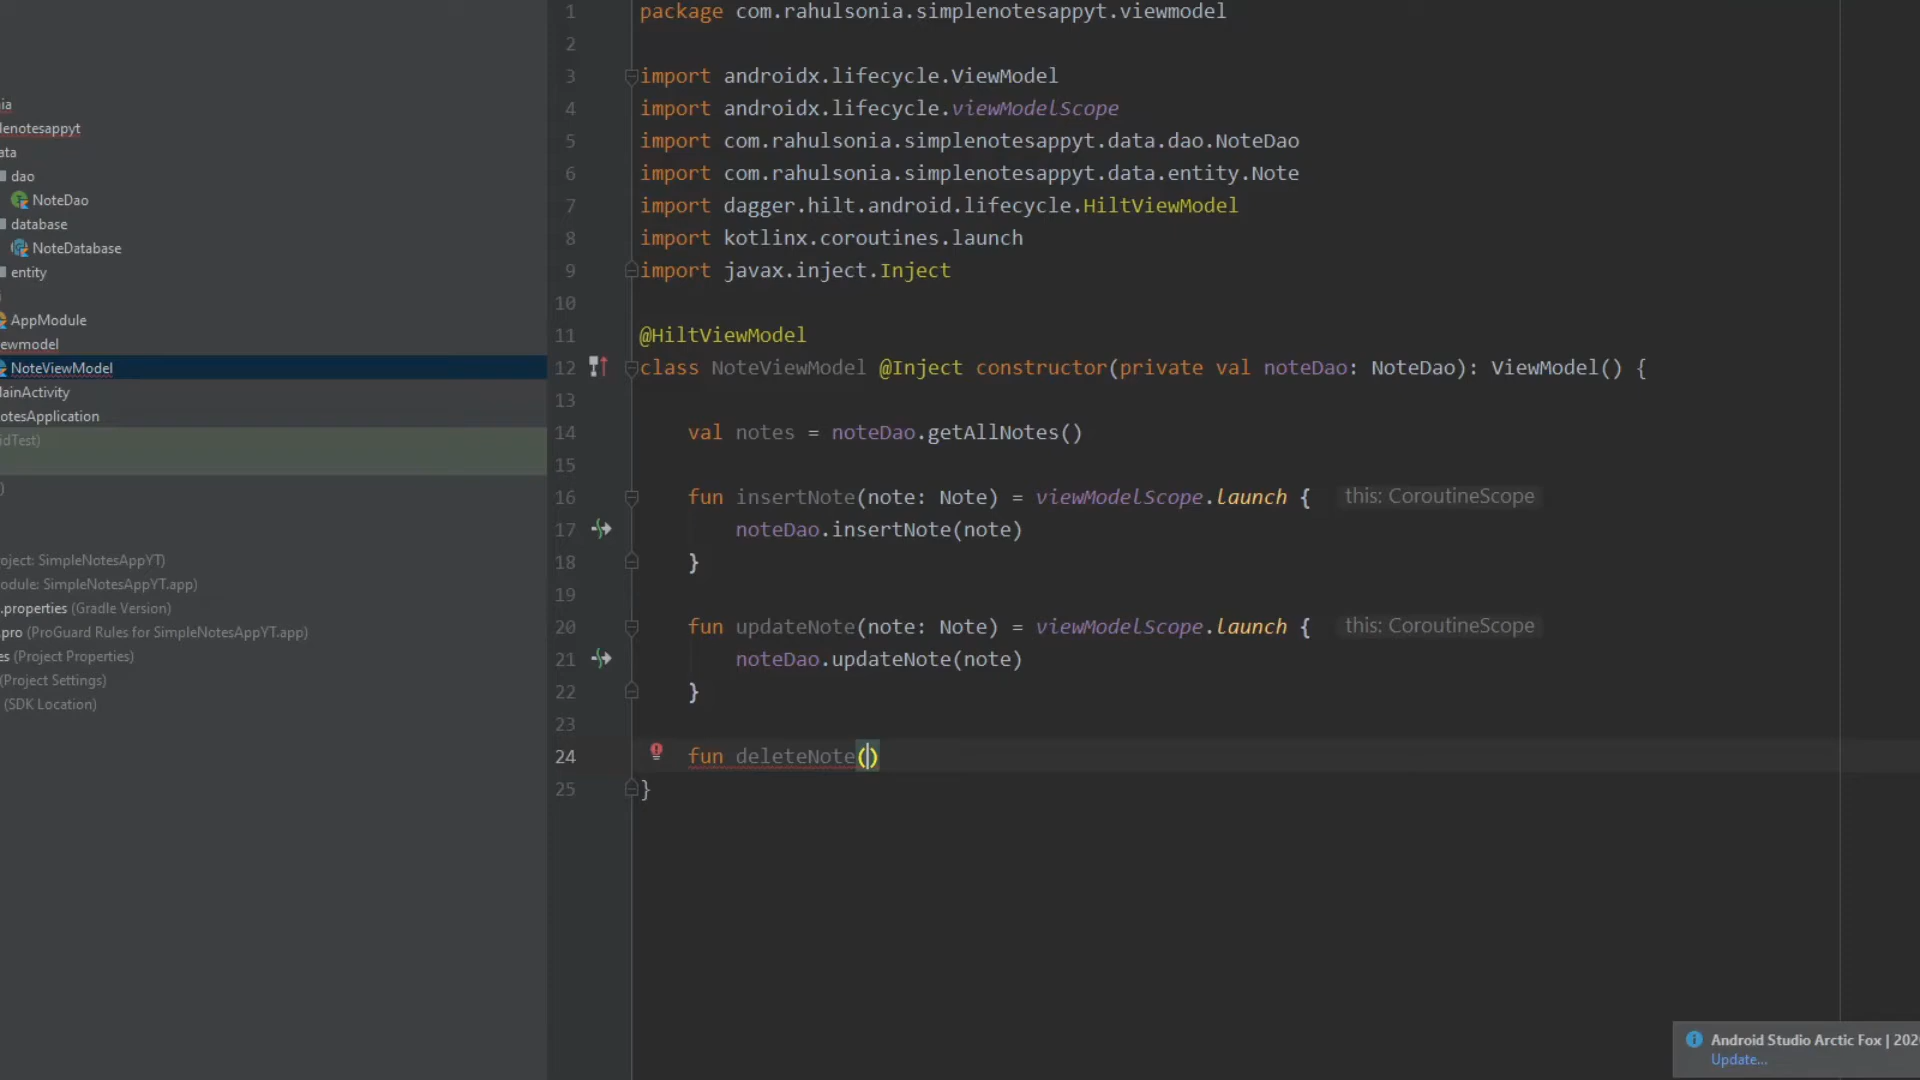 ia
lenotesappyt
ata
dao
NoteDao
database
NoteDatabase
entity
AppModule
ewmodel
NoteViewModel
MainActivity
otesApplication
idTest)
)
oject: SimpleNotesAppYT)
odule: SimpleNotesAppYT.app)
.properties (Gradle Version)
.pro (ProGuard Rules for SimpleNotesAppYT.app)
es (Project Properties)
(Project Settings)
(SDK Location)
1 package com.rahulsonia.simplenotesappyt.viewmodel
2
3 import androidx.lifecycle.ViewModel
4 import androidx.lifecycle.viewModelScope
5 import com.rahulsonia.simplenotesappyt.data.dao.NoteDao
6 import com.rahulsonia.simplenotesappyt.data.entity.Note
7 import dagger.hilt.android.lifecycle.HiltViewModel
8 import kotlinx.coroutines.launch
9 import javax.inject.Inject
10
11 @HiltViewModel
12 class NoteViewModel @Inject constructor(private val noteDao: NoteDao): ViewModel() {
13
14 val notes = noteDao.getAllNotes()
15
16 fun insertNote(note: Note) = viewModelScope.launch { this: CoroutineScope
17 noteDao.insertNote(note)
18 }
19
20 fun updateNote(note: Note) = viewModelScope.launch { this: CoroutineScope
21 noteDao.updateNote(note)
22 }
23
24 fun deleteNote()
25 }
Android Studio Arctic Fox | 202
Update...